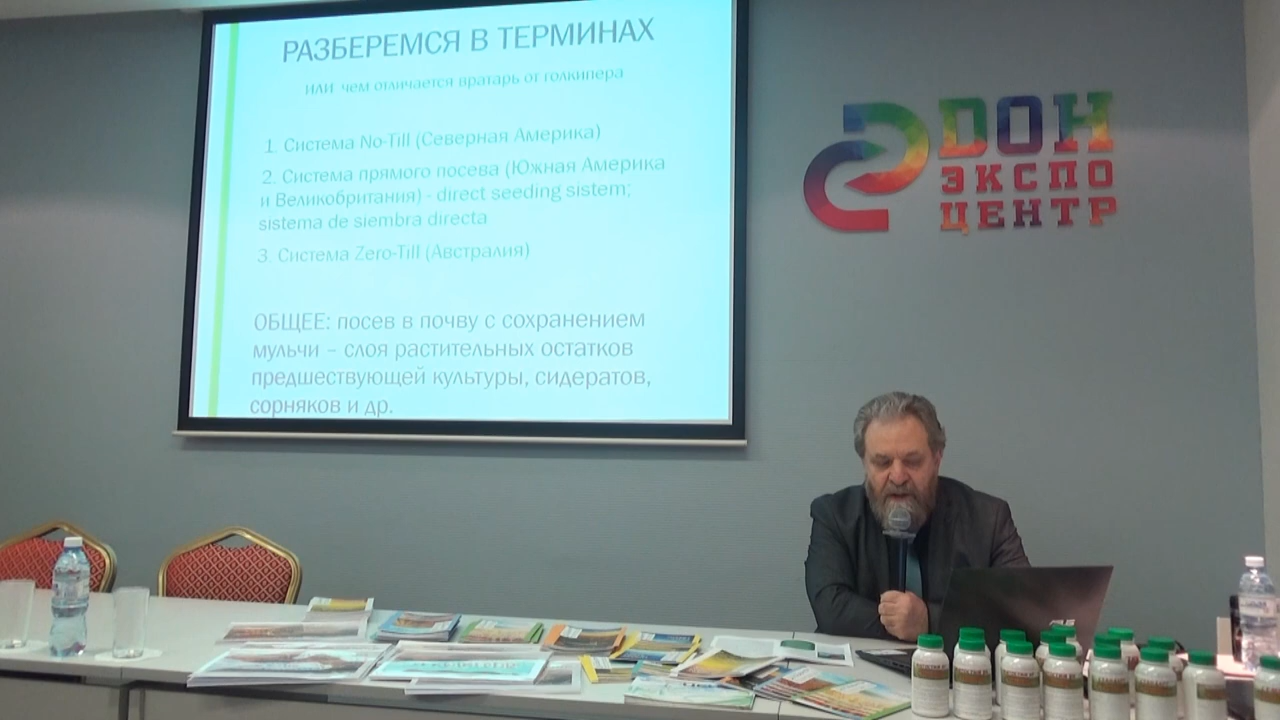 РАЗБЕРЕМСЯ В ТЕРМИНАХ
ИЛИ чем отличается вратарь от голкипера
1. Система No-Till (Северная Америка)
2. Система прямого посева (Южная Америка
и Великобритания) - direct seeding sistem;
sistema de siembra directa
3. Система Zero-Till (Австралия)
ОБЩЕЕ: посев в почву с сохранением
мульчи – слоя растительных остатков
предшествующей культуры, сидератов,
сорняков и др.
ДОН
ЭКСПО
ЦЕНТР
ASUS